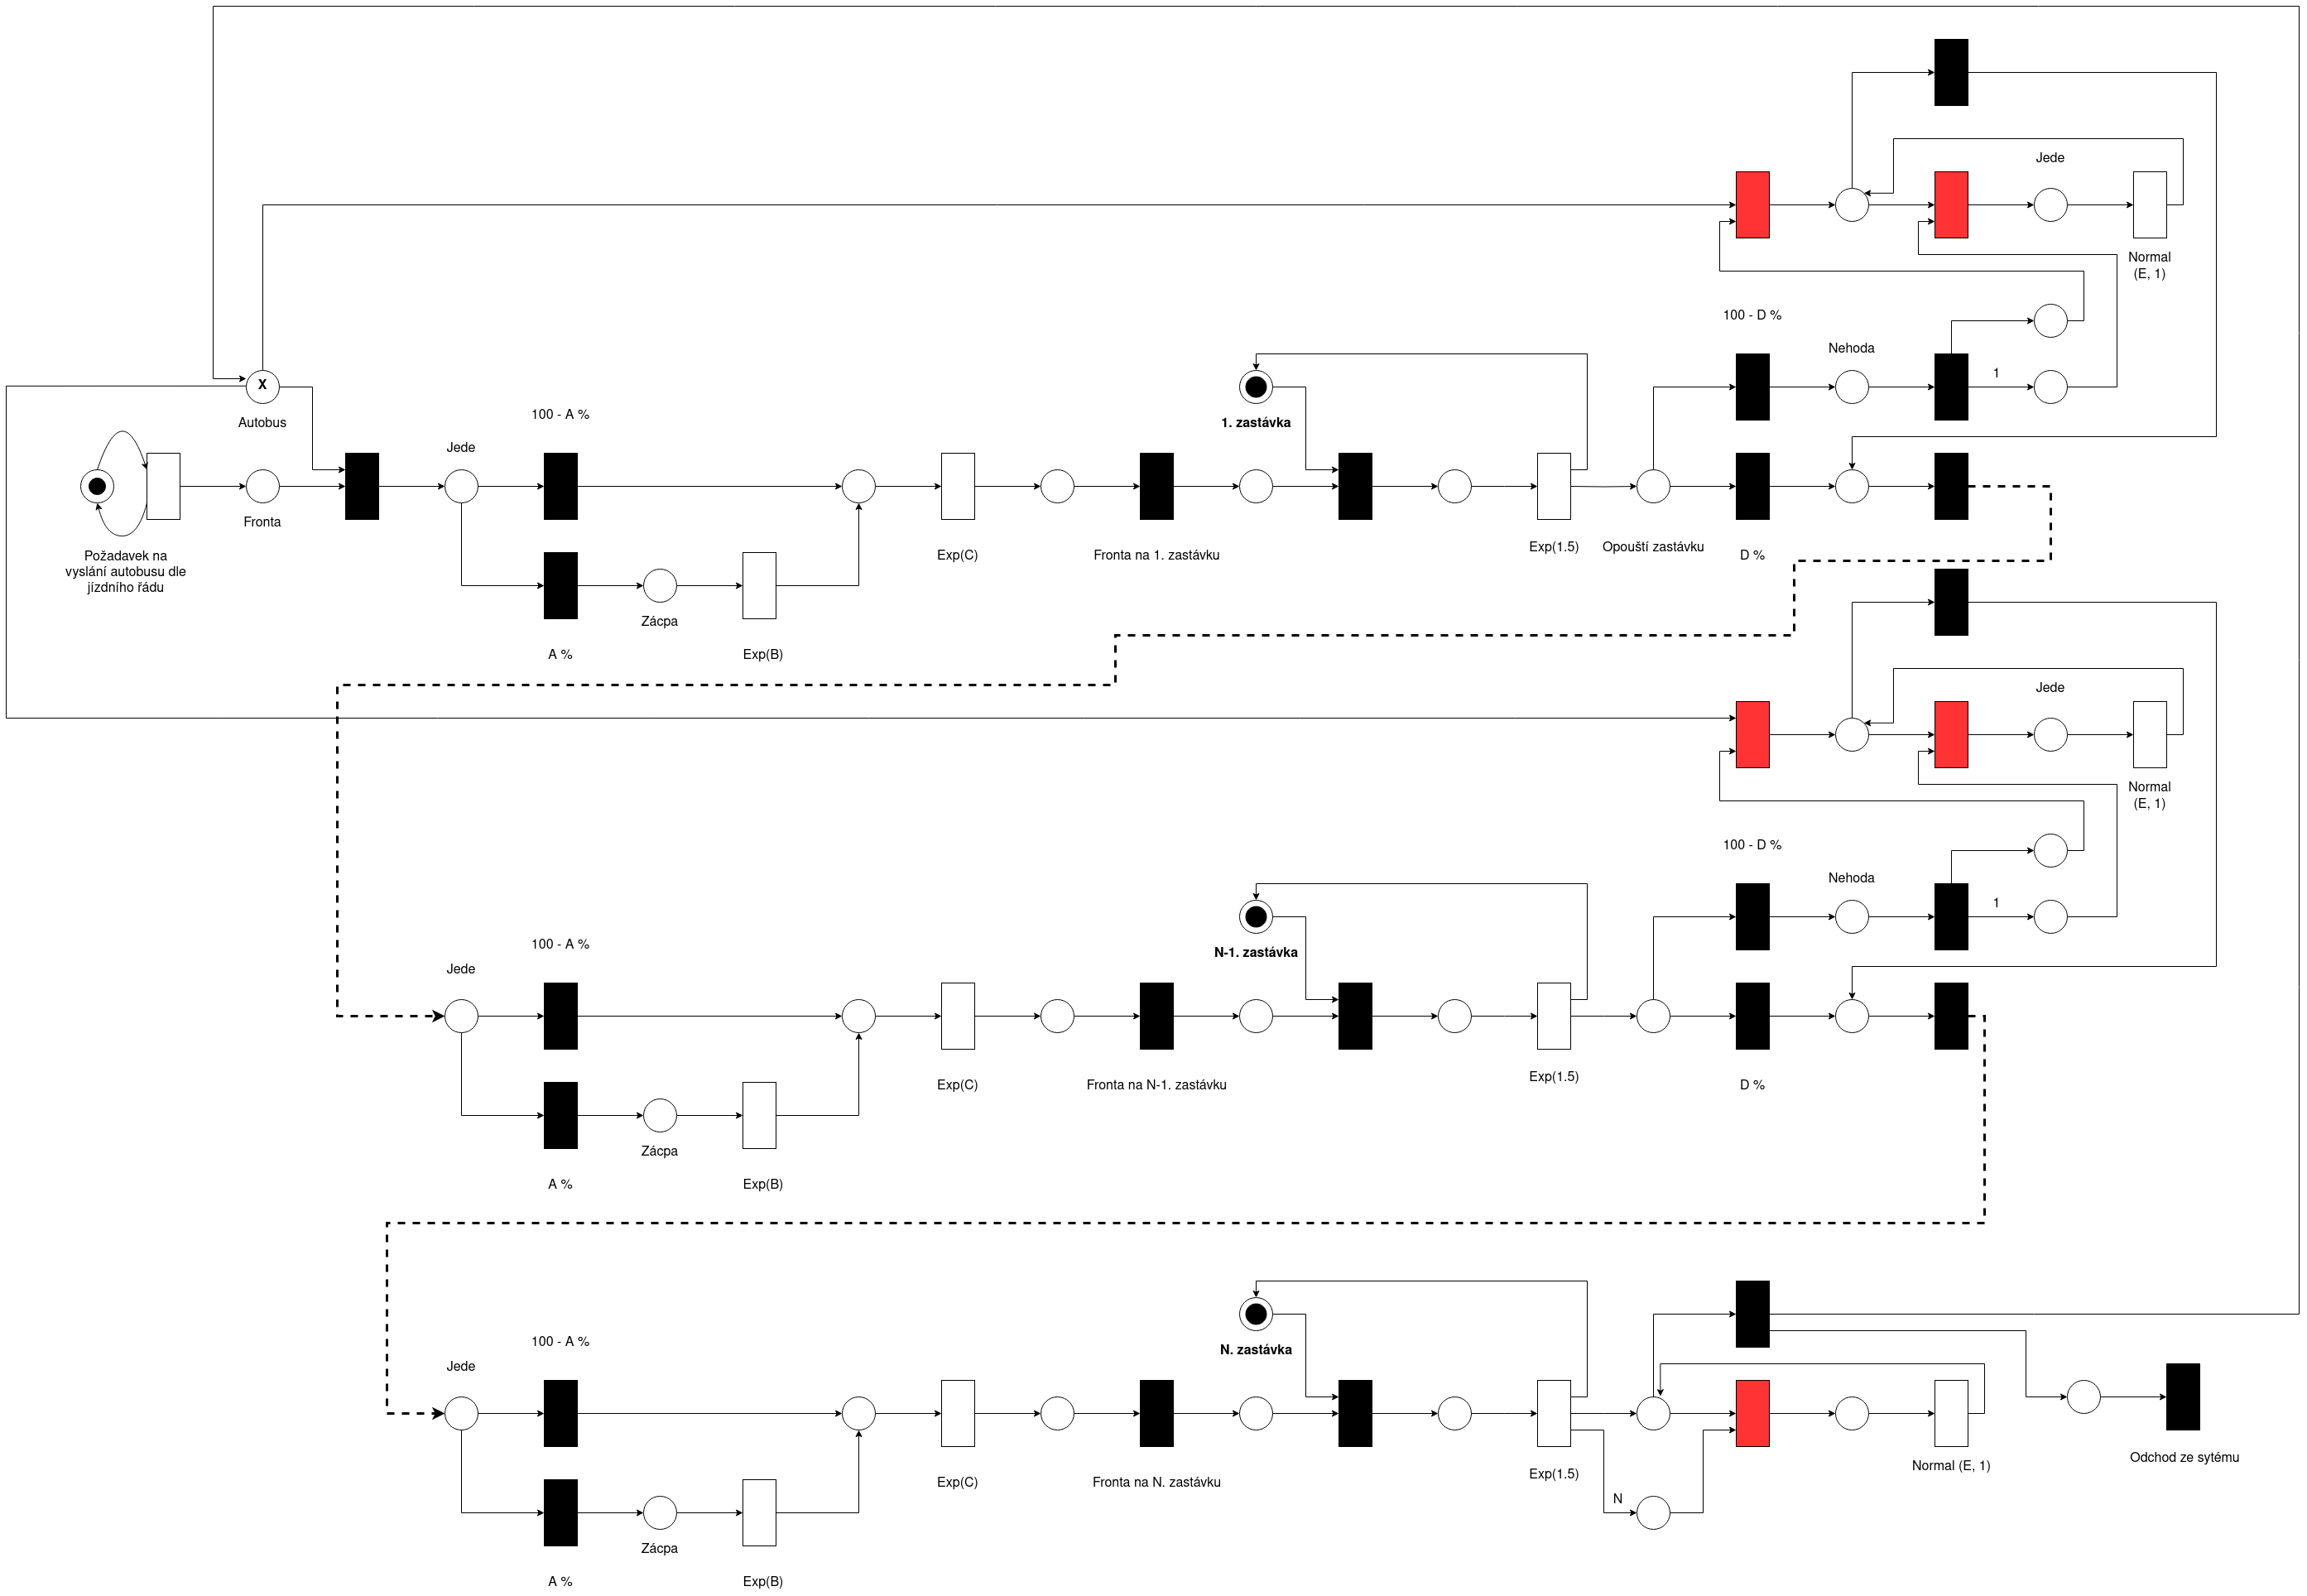 Jede
Normal
(E, 1)
100 - D %
Nehoda
1
X
Autobus
100 - A %
1. zastávka
Jede
Fronta
Požadavek na
vyslání autobusu dle
jízdního řádu
Exp(C)
Fronta na 1. zastávku
Exp(1.5)
Opouští zastávku
D %
Zácpa
A %
Exp(B)
Jede
Normal
(E, 1)
100 - D %
Nehoda
1
100 - A %
N-1. zastávka
Jede
Exp(C)
Fronta na N-1. zastávku
Exp(1.5)
D %
Zácpa
A %
Exp(B)
100 - A %
N. zastávka
Jede
Exp(C)
Fronta na N. zastávku
Exp(1.5)
Normal (E, 1)
Odchod ze sytému
N
Zácpa
A %
Exp(B)